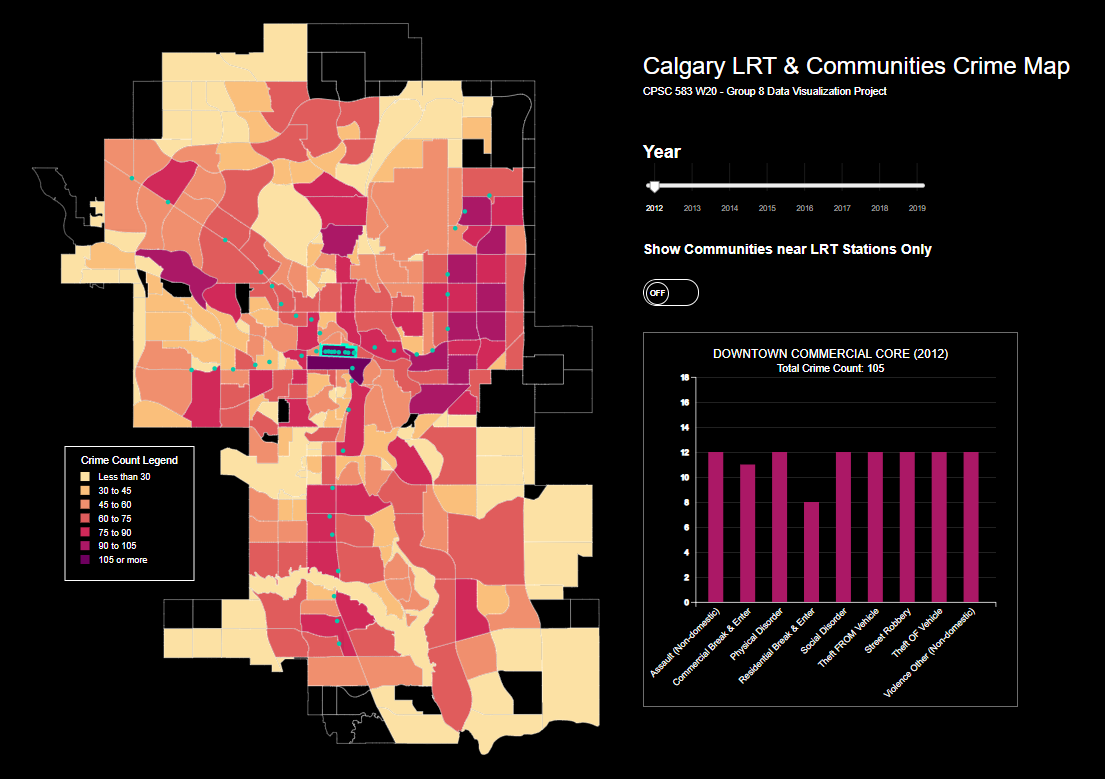 Calgary LRT & Communities Crime Map
CPSC 583 W20 - Group 8 Data Visualization Project
Year
2012 2013 2014 2015 2016 2017 2018 2019
Show Communities near LRT Stations Only
OFF
DOWNTOWN COMMERCIAL CORE (2012)
Total Crime Count: 105
18
16
14
12
10
8
6
4
2
0
Assault (Non-domestic)
Commercial Break & Enter
Physical Disorder
Residential Break & Enter
Social Disorder
Theft FROM Vehicle
Street Robbery
Theft OF Vehicle
Violence Other (Non-domestic)
Crime Count Legend
Less than 30
30 to 45
45 to 60
60 to 75
75 to 90
90 to 105
105 or more